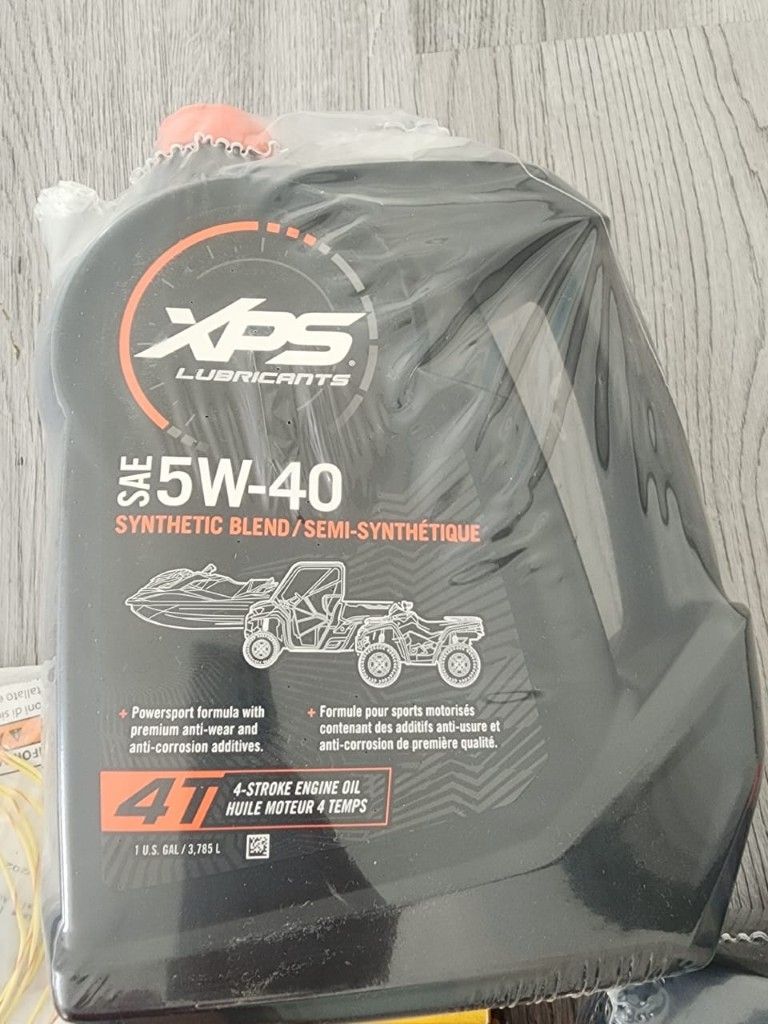 XPS
LUBRICANTS
SAE 5W-40
SYNTHETIC BLEND/SEMI-SYNTHÉTIQUE
+ Powersport formula with
premium anti-wear and
anti-corrosion additives.
+ Formule pour sports motorisés
contenant des additifs anti-usure et
anti-corrosion de première qualité.
4T
4-STROKE ENGINE OIL
HUILE MOTEUR 4 TEMPS
1 U.S. GAL / 3,785 L